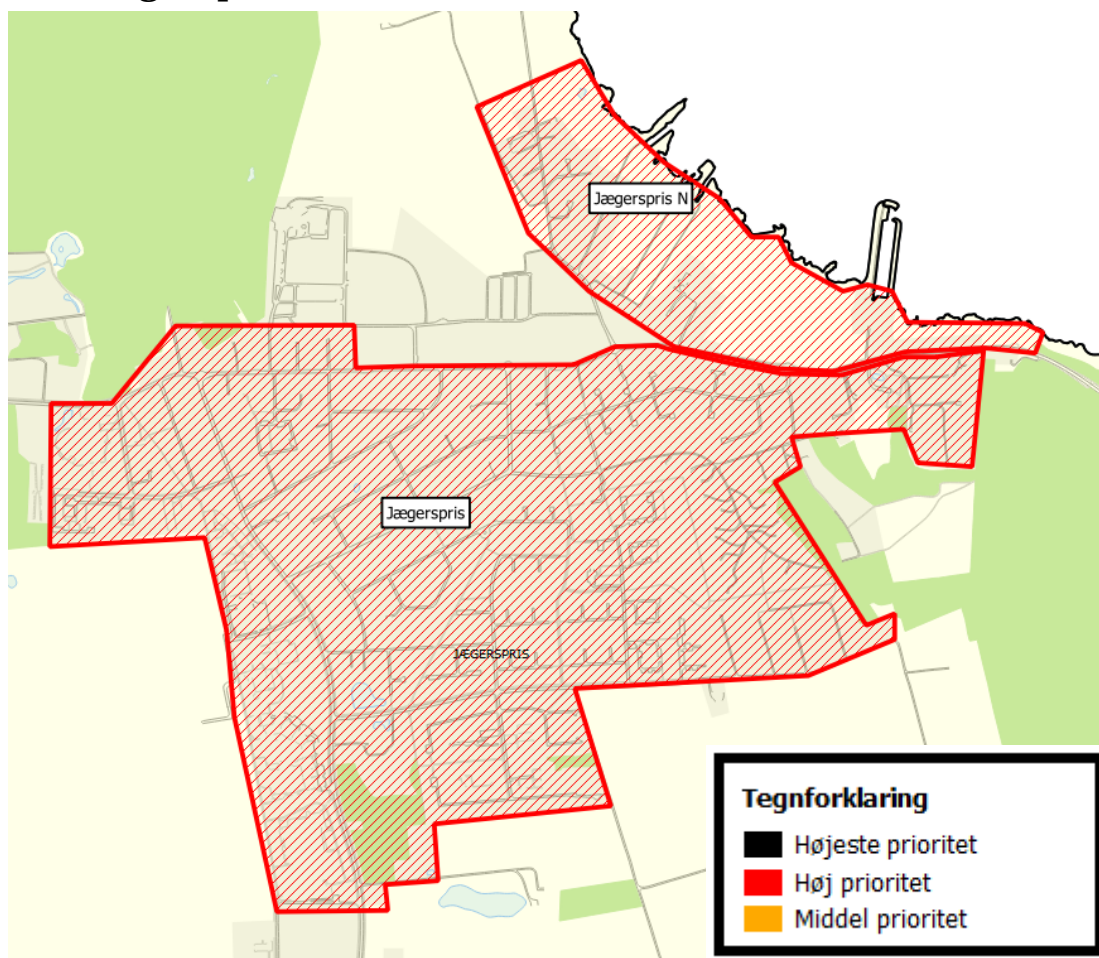 Jægerspris N
Jægerspris
JÆGERSPRIS
Tegnforklaring
Højeste prioritet
Høj prioritet
Middel prioritet